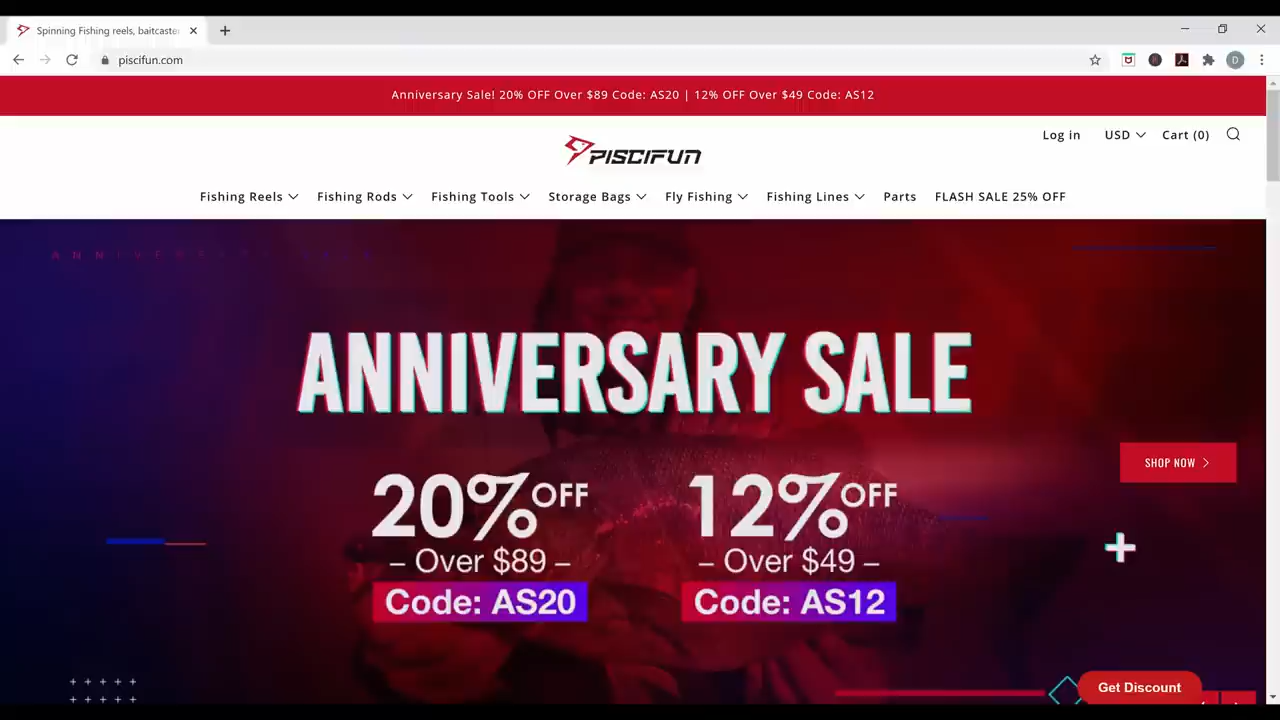 Spinning Fishing reels, baitcaste
piscifun.com
D
Anniversary Sale! 20% OFF Over $89 Code: AS20 | 12% OFF Over $49 Code: AS12
Log in USD Cart (0)
PISCIFUN
Fishing Reels Fishing Rods Fishing Tools Storage Bags Fly Fishing Fishing Lines Parts FLASH SALE 25% OFF
ANNIVERSARY SALE
ANNIVERSARY SALE
SHOP NOW
20% OFF 12% OFF
– Over $89 – – Over $49 –
Code: AS20 Code: AS12
Get Discount